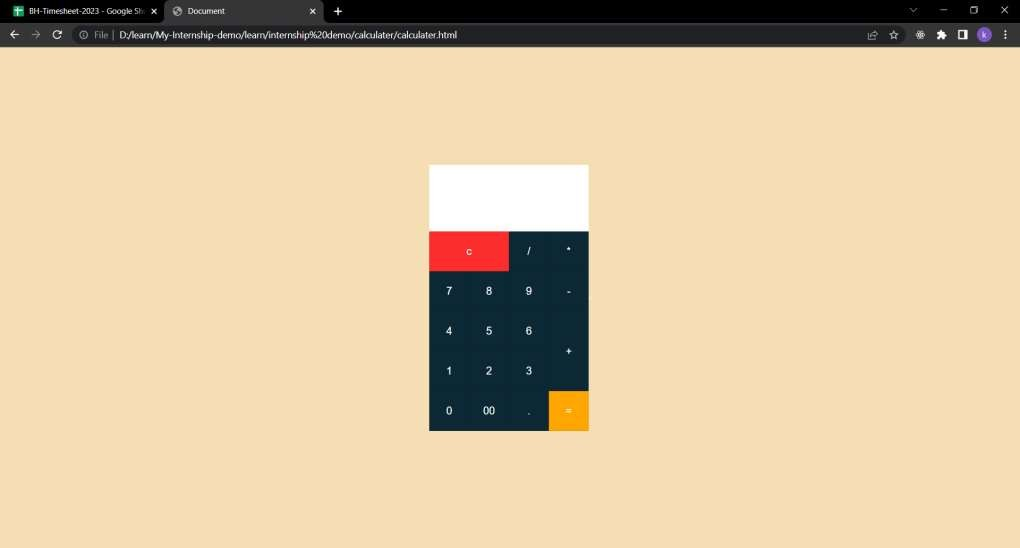 BH-Timesheet-2023 - Google Sh
Document
File
D:/learn/My-Internship-demo/learn/internship%20demo/calculater/calculater.html
k
c / *
7 8 9 -
4 5 6
+
1 2 3
0 00 . =